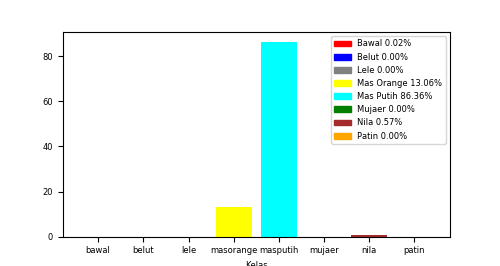 80
60
40
20
0
Bawal 0.02%
Belut 0.00%
Lele 0.00%
Mas Orange 13.06%
Mas Putih 86.36%
Mujaer 0.00%
Nila 0.57%
Patin 0.00%
bawal belut lele masorange masputih mujaer nila patin
Kelas